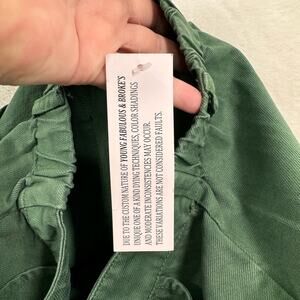 DUE TO THE CUSTOM NATURE OF YOUNG FABULOUS & BROKE'S
UNIQUE ONE OF A KIND DYING TECHNIQUES, COLOR SHADINGS
AND MODERATE INCONSISTENCIES MAY OCCUR.
THESE VARIATIONS ARE NOT CONSIDERED FAULTS.